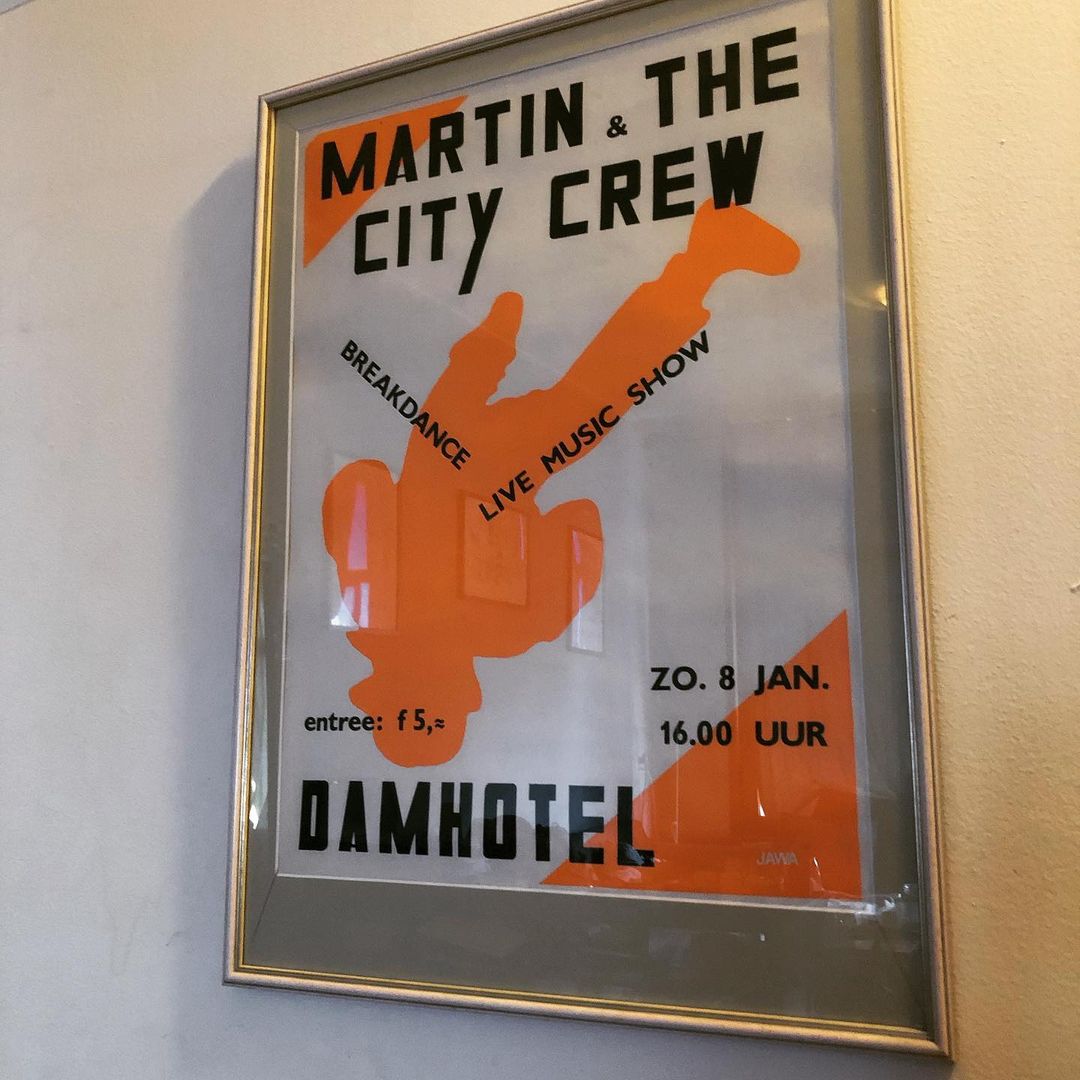 MARTIN & THE
CITY CREW
BREAKDANCE
LIVE MUSIC SHOW
ZO. 8 JAN.
entree: f 5,=
16.00 UUR
DAMHOTEL
JAWA